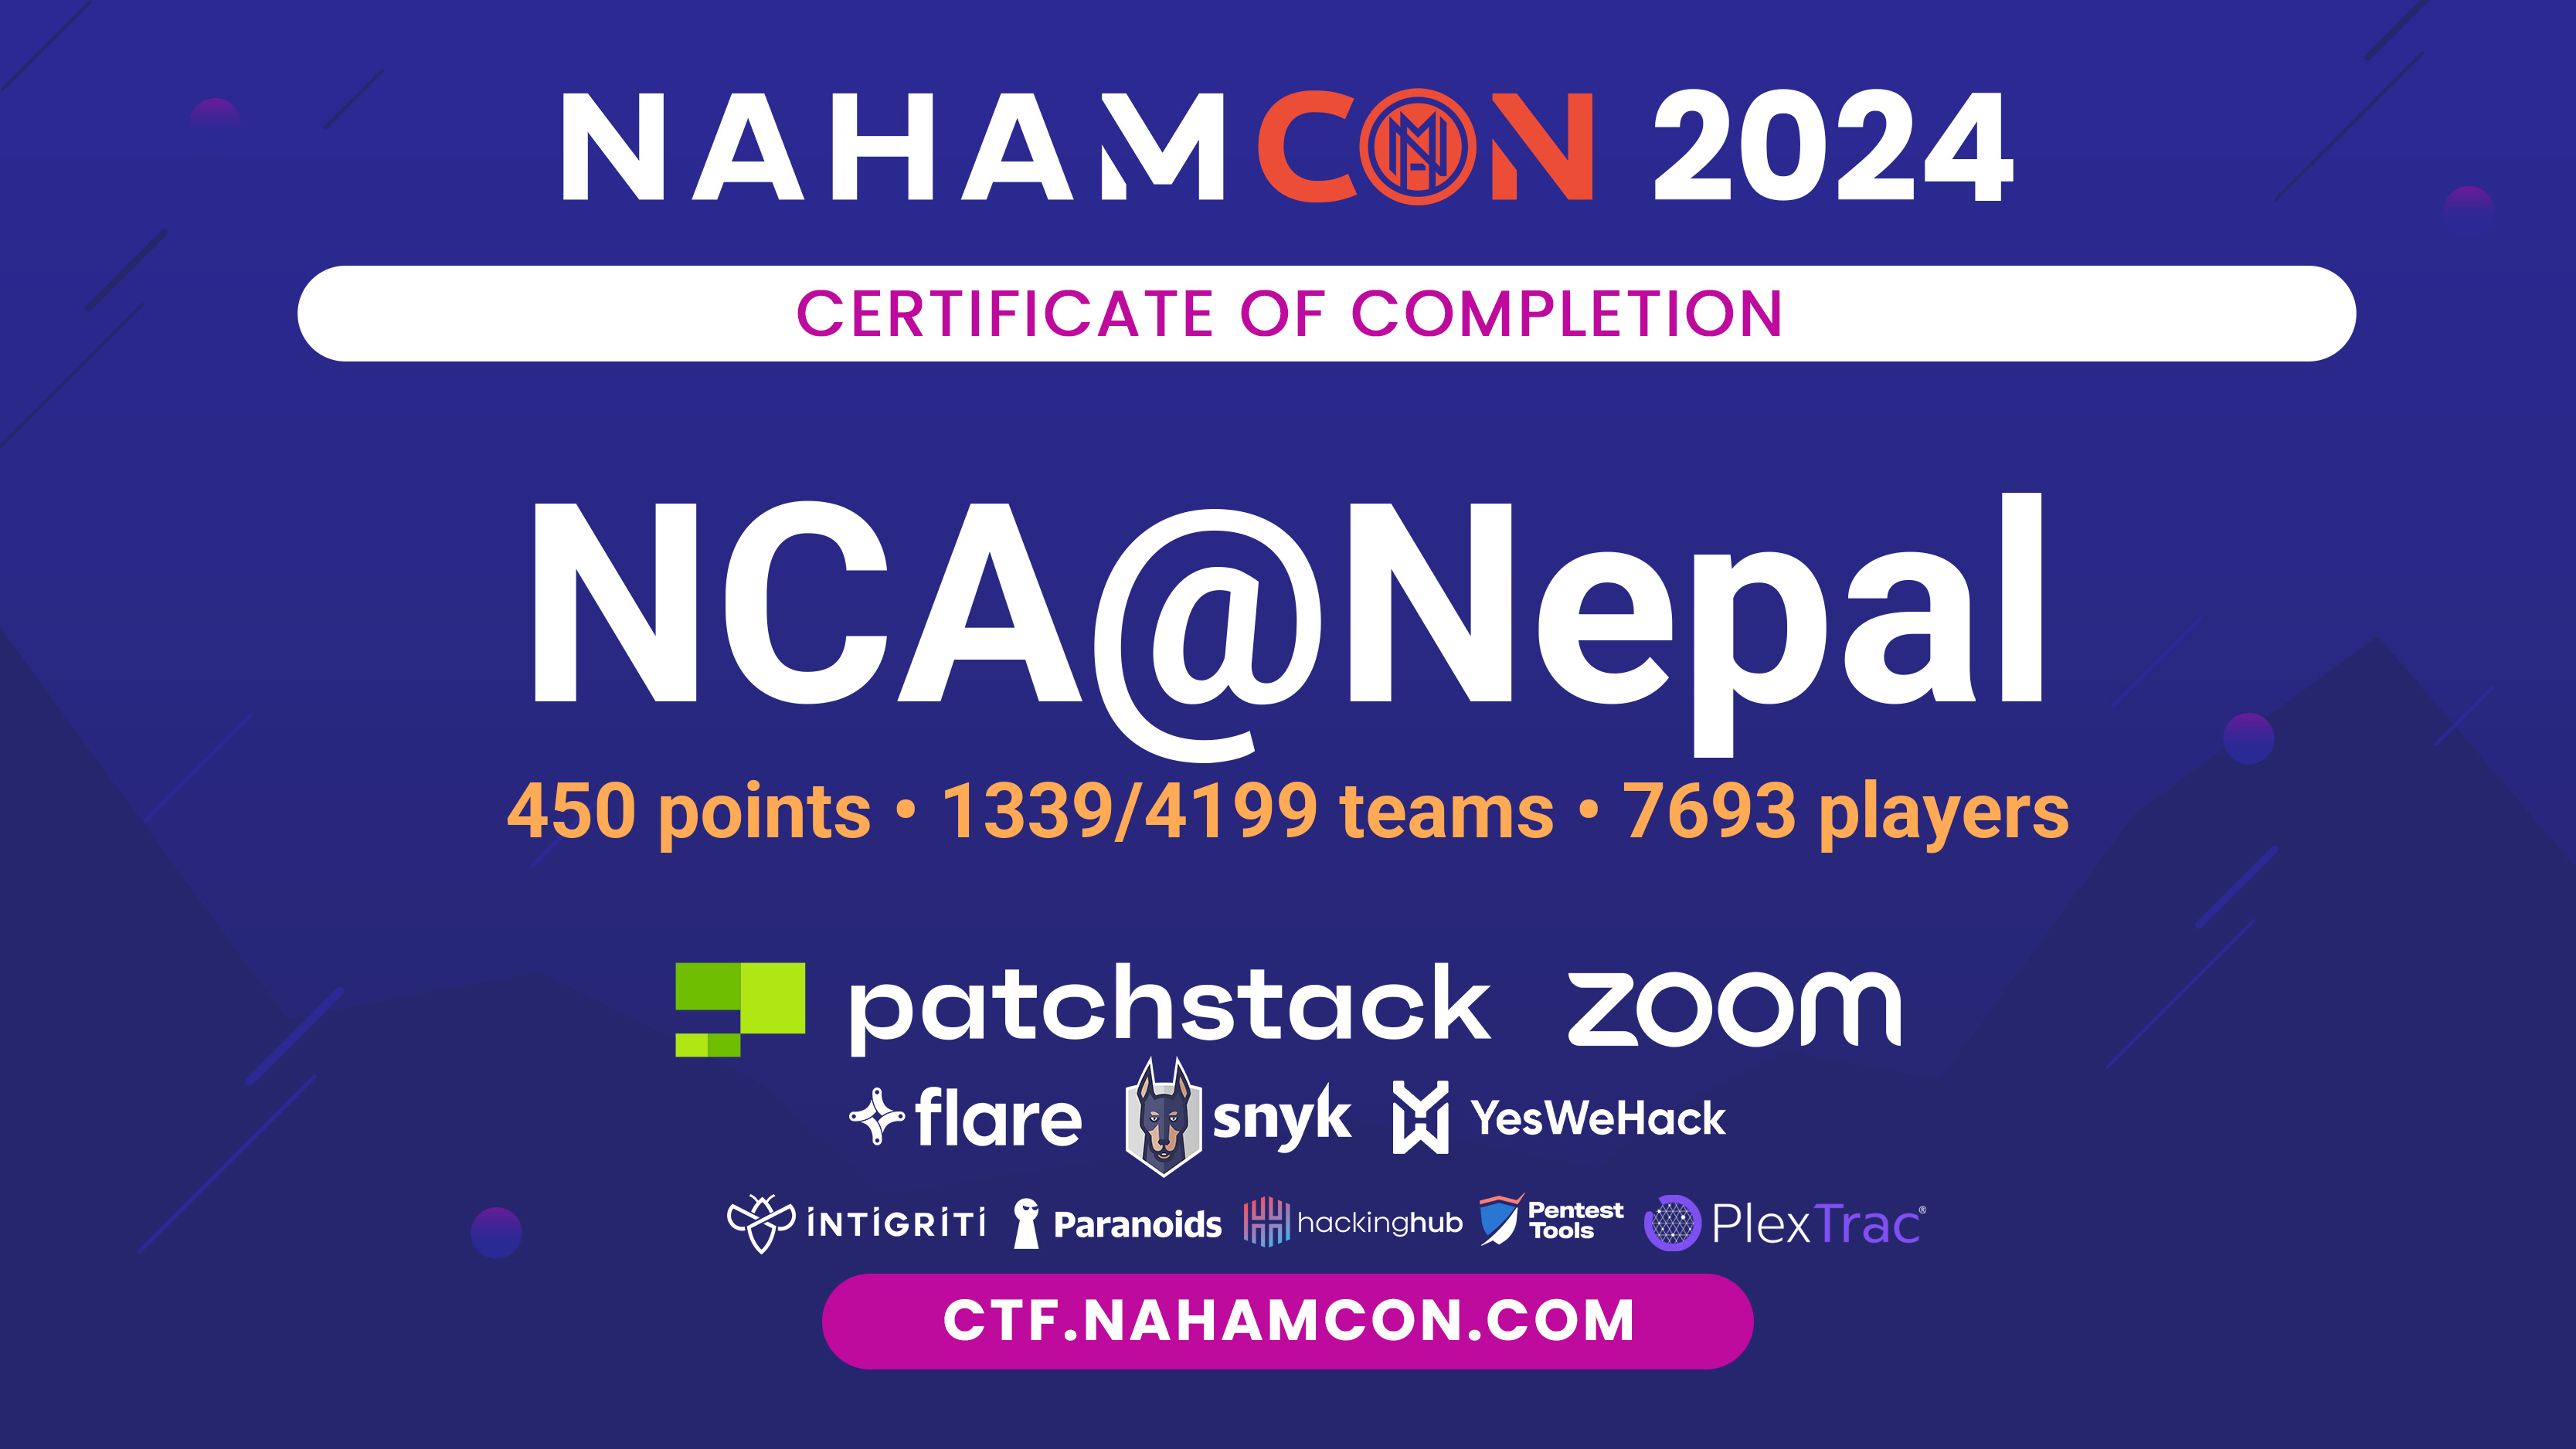 NAHAMCON 2024
CERTIFICATE OF COMPLETION
NCA@Nepal
450 points • 1339/4199 teams • 7693 players
patchstack zoom
flare snyk YesWeHack
INTIGRITI Paranoids hackinghub Pentest Tools PlexTrac®
CTF.NAHAMCON.COM